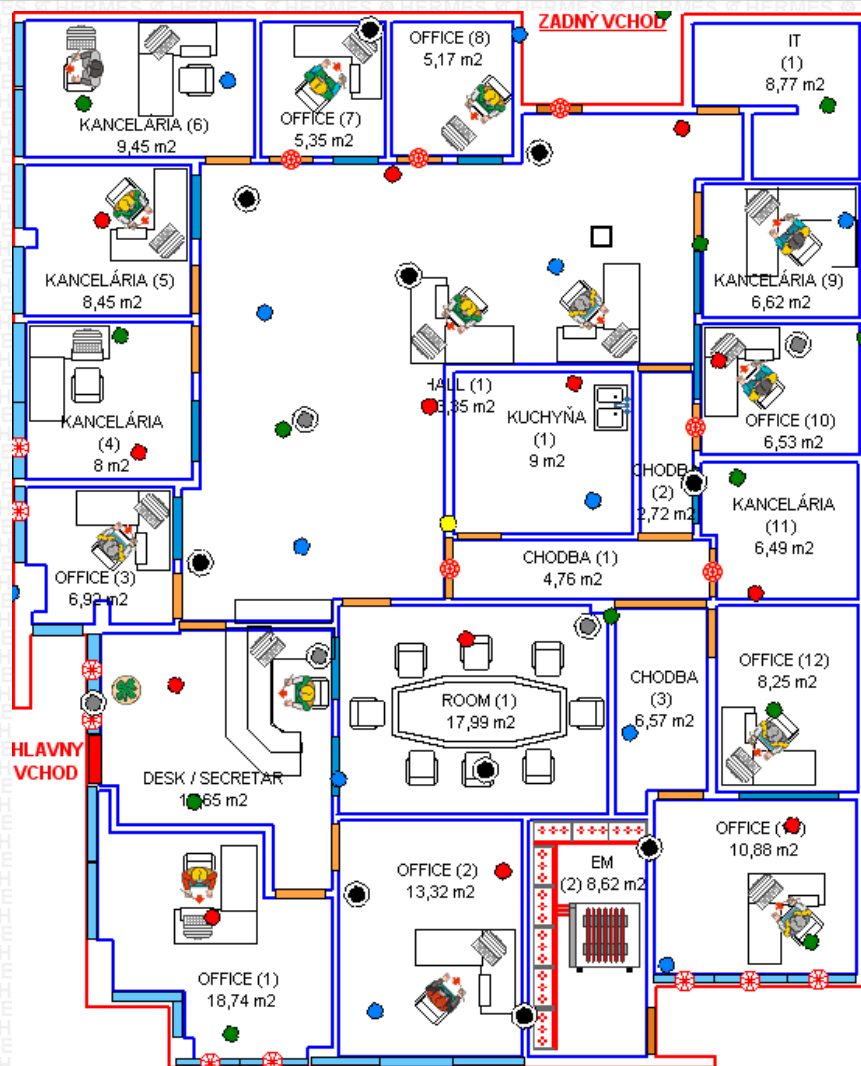 ZADNÝ VCHOD
IT
(1)
8,77 m2
OFFICE (8)
5,17 m2
KANCELÁRIA (6)
9,45 m2
OFFICE (7)
5,35 m2
KANCELÁRIA (5)
8,45 m2
KANCELÁRIA (9)
6,62 m2
HALL (1)
KANCELÁRIA
(4)
8 m2
KUCHYŇA
(1)
9 m2
OFFICE (10)
6,53 m2
CHODBA
(2)
2,72 m2
KANCELÁRIA
(11)
6,49 m2
OFFICE (3)
6,92 m2
CHODBA (1)
4,76 m2
HLAVNY
VCHOD
DESK / SECRETAR
ROOM (1)
17,99 m2
CHODBA
(3)
6,57 m2
OFFICE (12)
8,25 m2
OFFICE
10,88 m2
OFFICE (2)
13,32 m2
EM
(2) 8,62 m2
OFFICE (1)
18,74 m2